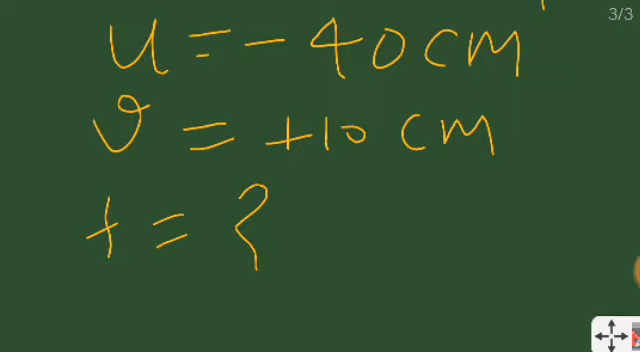 3/3
u = - 40 cm
v = +10 cm
f = ?